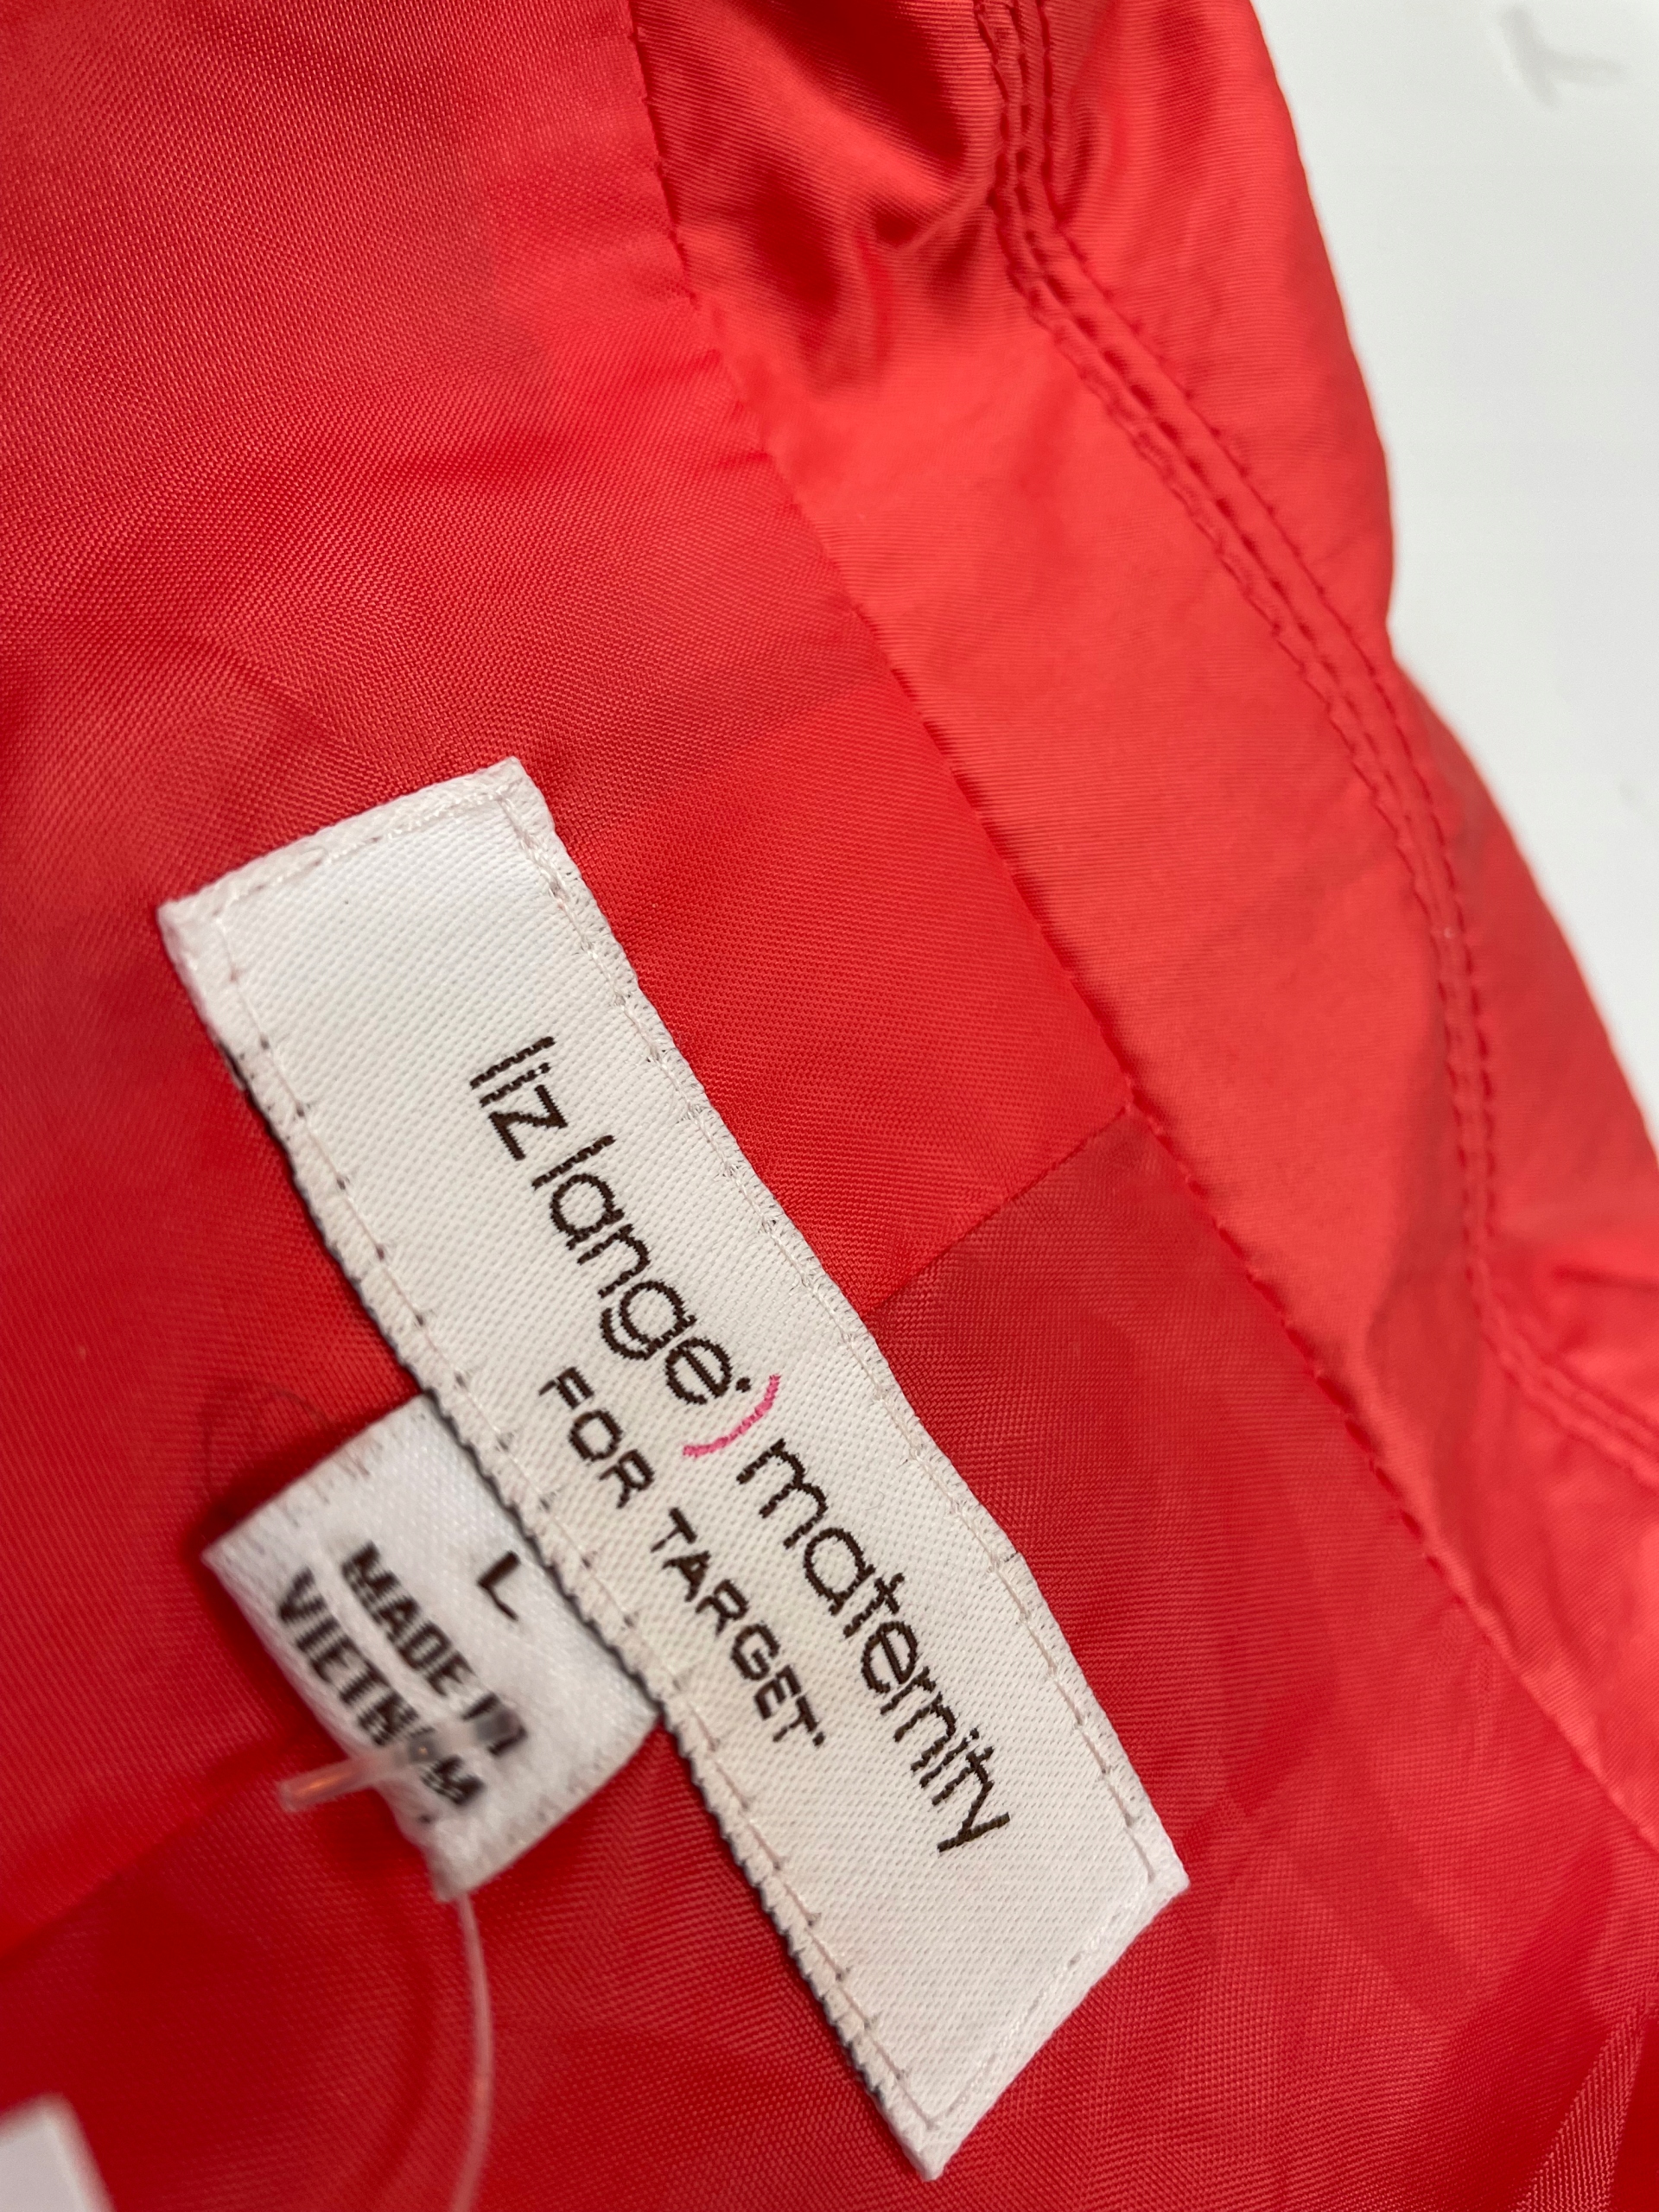 liz lange) maternity
FOR TARGET
L
MADE IN
VIETNAM